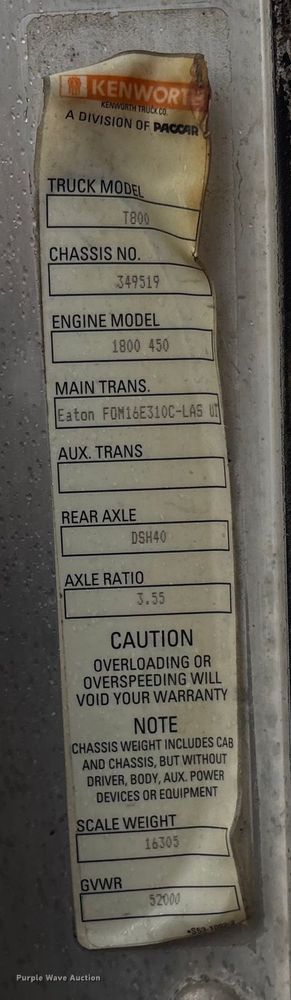 KENWORTH
KENWORTH TRUCK CO.
A DIVISION OF PACCAR
TRUCK MODEL
T800
CHASSIS NO.
349519
ENGINE MODEL
1800 450
MAIN TRANS.
Eaton FOM16E310C-LAS
AUX. TRANS
REAR AXLE
DSH40
AXLE RATIO
3.55
CAUTION
OVERLOADING OR
OVERSPEEDING WILL
VOID YOUR WARRANTY
NOTE
CHASSIS WEIGHT INCLUDES CAB
AND CHASSIS, BUT WITHOUT
DRIVER, BODY, AUX. POWER
DEVICES OR EQUIPMENT
SCALE WEIGHT
16305
GVWR
52000
Purple Wave Auction